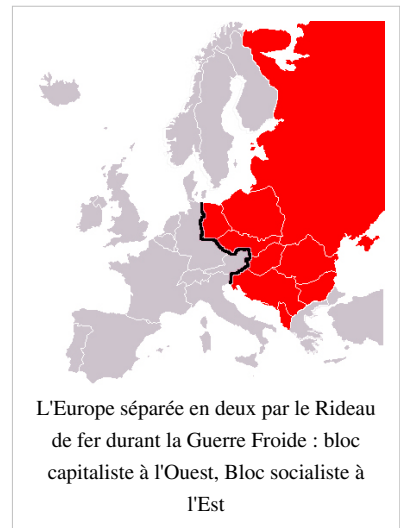 L'Europe séparée en deux par le Rideau
de fer durant la Guerre Froide : bloc
capitaliste à l'Ouest, Bloc socialiste à
l'Est